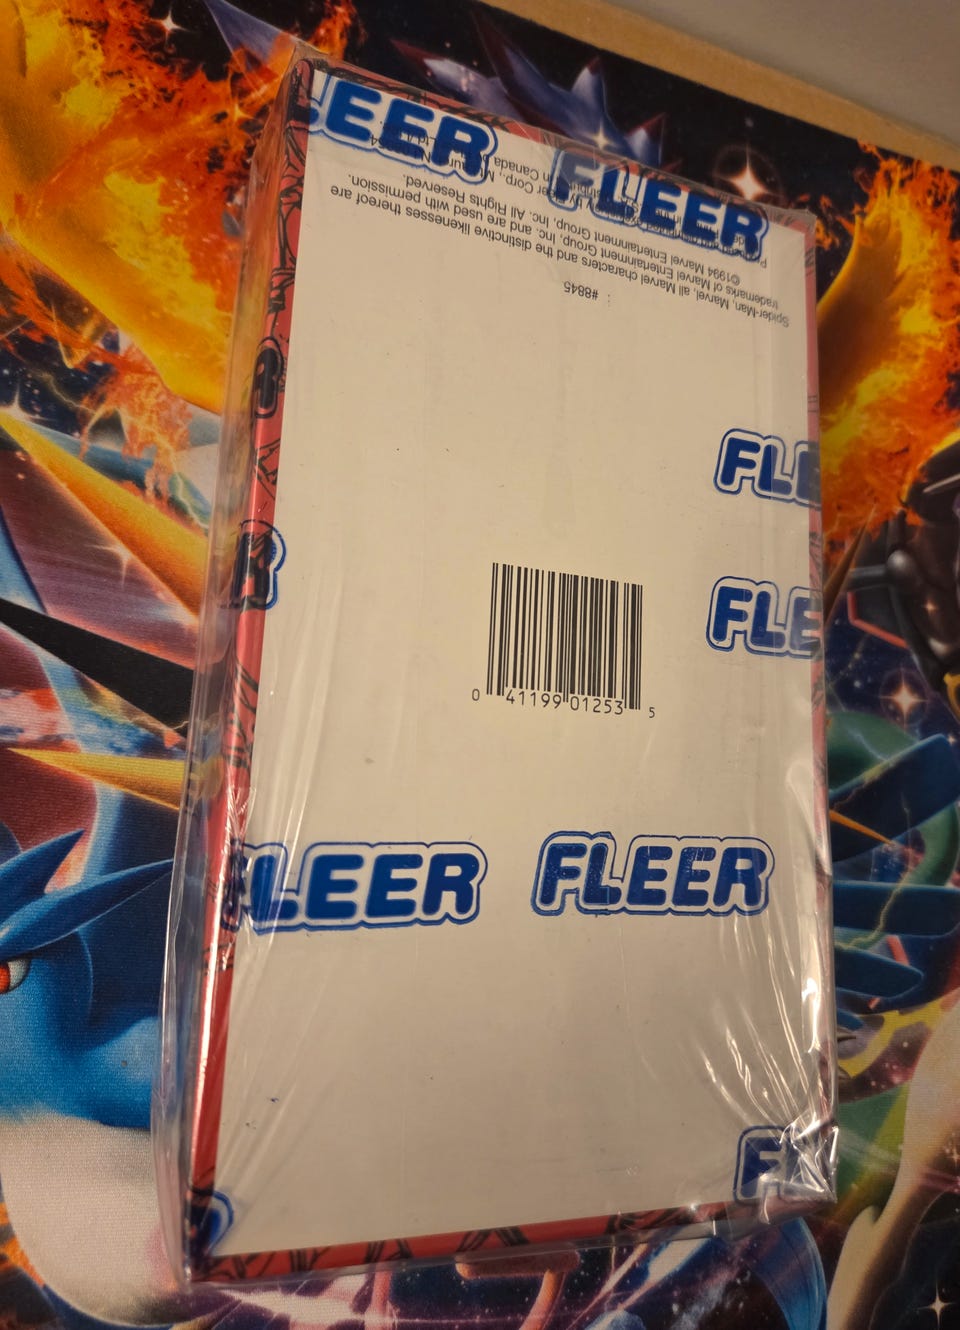 FLEER
FLEER
Spider-Man, Marvel, all Marvel characters and the distinctive likenesses thereof are
trademarks of Marvel Entertainment Group, Inc. and are used with permission.
©1994 Marvel Entertainment Group, Inc. All Rights Reserved.
#8845
FLE
R
FLE
0 41199 01253 5
FLEER
FLEER